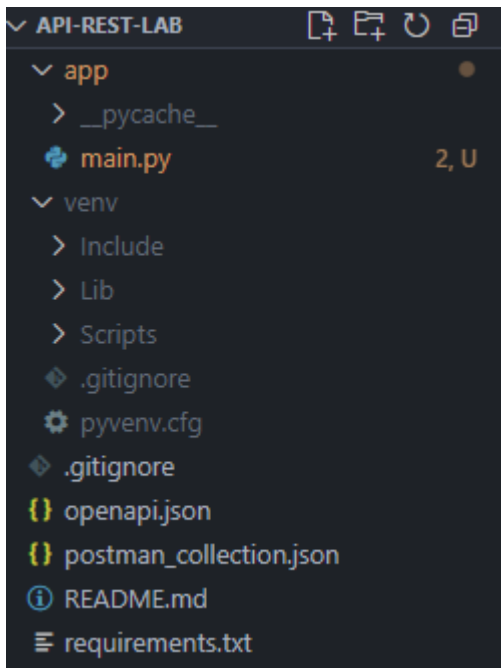 API-REST-LAB
app
__pycache__
main.py 2, U
venv
Include
Lib
Scripts
.gitignore
pyvenv.cfg
.gitignore
{} openapi.json
{} postman_collection.json
README.md
requirements.txt